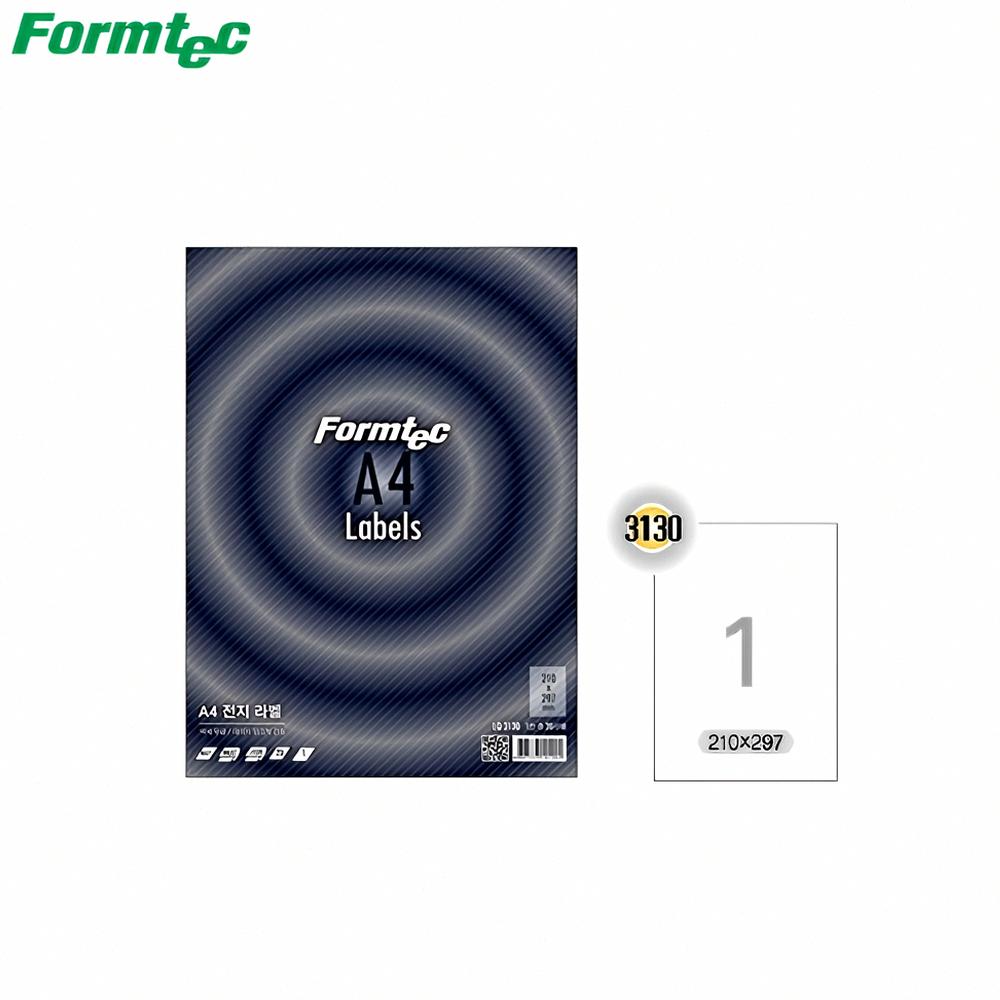 Formtec
Formtec
A4
Labels
A4 전지 라벨
3130
1
210×297